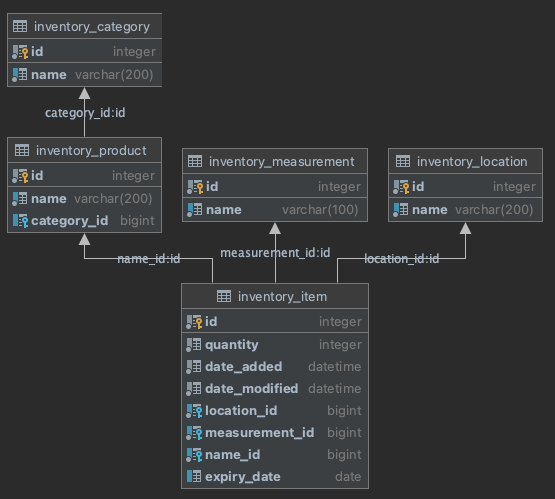 inventory_category
id integer
name varchar(200)
category_id:id
inventory_product
id integer
name varchar(200)
category_id bigint
inventory_measurement
id integer
name varchar(100)
inventory_location
id integer
name varchar(200)
name_id:id
measurement_id:id
location_id:id
inventory_item
id integer
quantity integer
date_added datetime
date_modified datetime
location_id bigint
measurement_id bigint
name_id bigint
expiry_date date